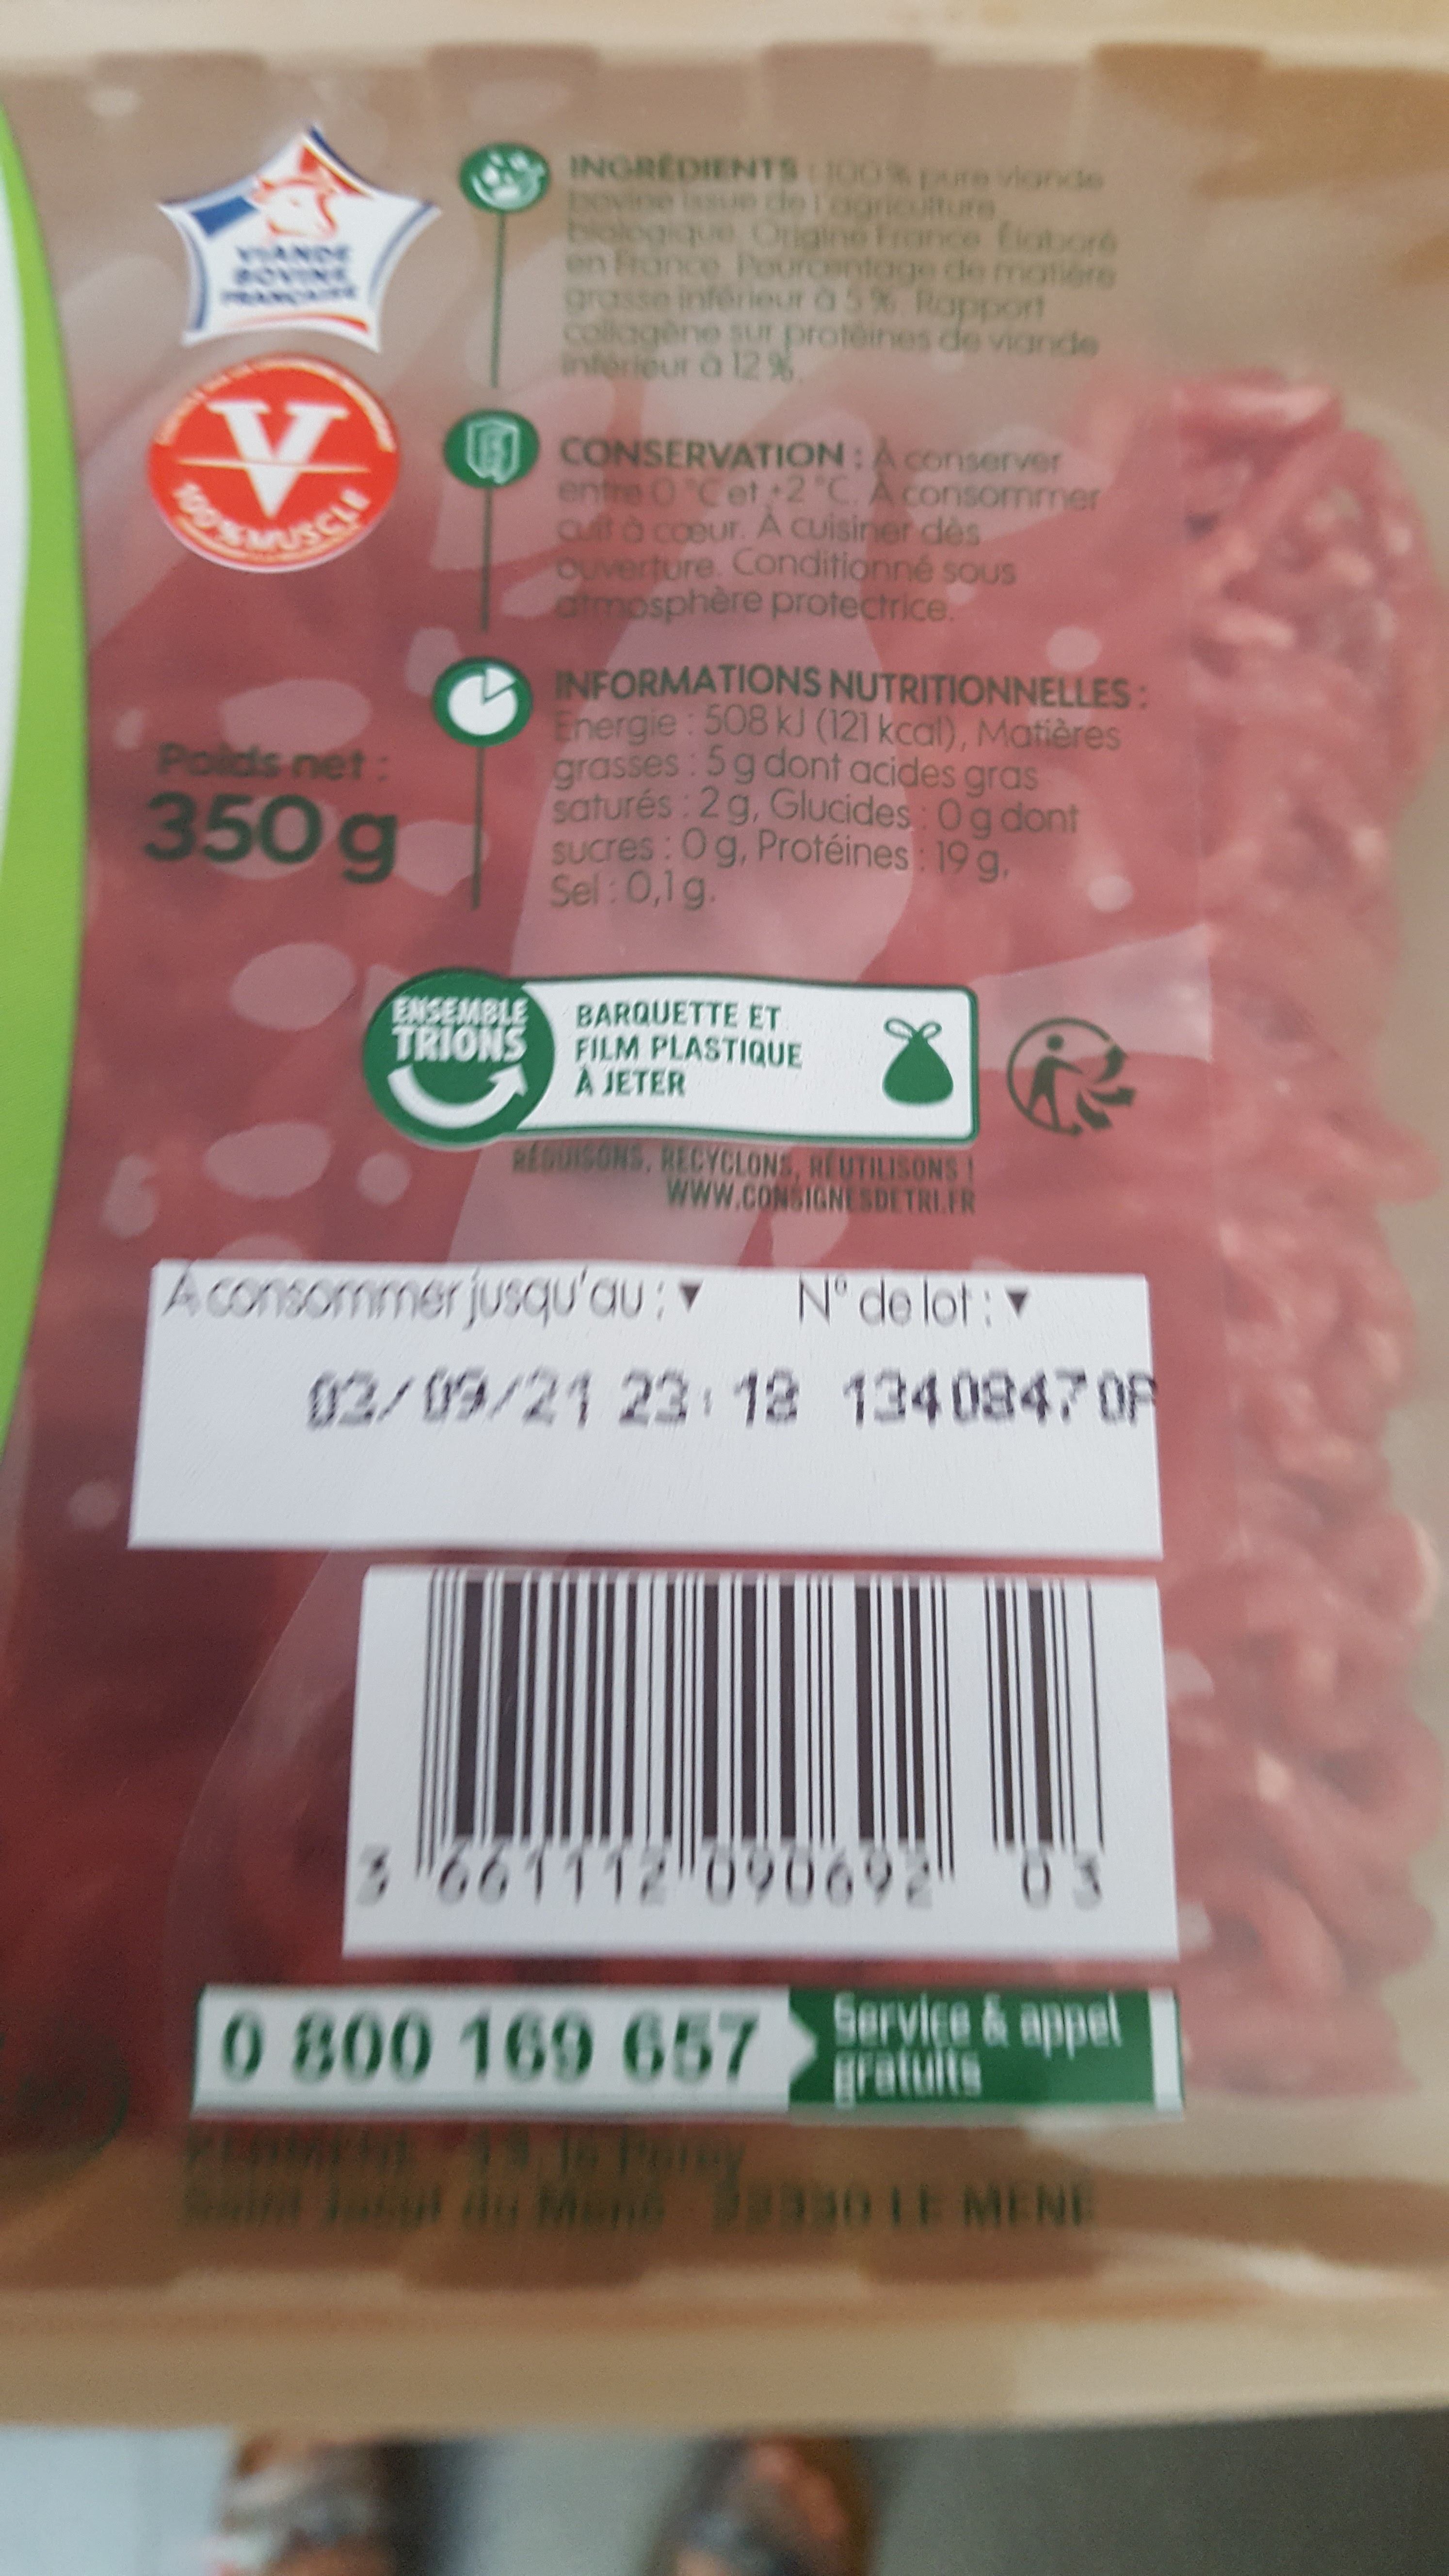 VIANDE
BOVINE
FRANÇAISE
V
100% MUSCLE
INGRÉDIENTS : 100 % pure viande
bovine issue de l'agriculture
biologique. Origine France. Élaboré
en France. Pourcentage de matière
grasse inférieur à 5 %. Rapport
collagène sur protéines de viande
inférieur à 12 %.
CONSERVATION : À conserver
entre 0 °C et +2 °C. À consommer
cuit à cœur. À cuisiner dès
ouverture. Conditionné sous
atmosphère protectrice.
INFORMATIONS NUTRITIONNELLES :
Énergie : 508 kJ (121 kcal), Matières
grasses : 5 g dont acides gras
saturés : 2 g, Glucides : 0 g dont
sucres : 0 g, Protéines : 19 g,
Sel : 0,1 g.
Poids net :
350 g
ENSEMBLE
TRIONS
BARQUETTE ET
FILM PLASTIQUE
À JETER
RÉDUISONS, RECYCLONS, RÉUTILISONS !
WWW.CONSIGNESDETRI.FR
À consommer jusqu'au : ▼ N° de lot : ▼
03/09/21 23:18 13408470P
3 661112 090692 03
0 800 169 657
Service & appel
gratuits
Saint Jacut du Mené 22330 LE MENÉ